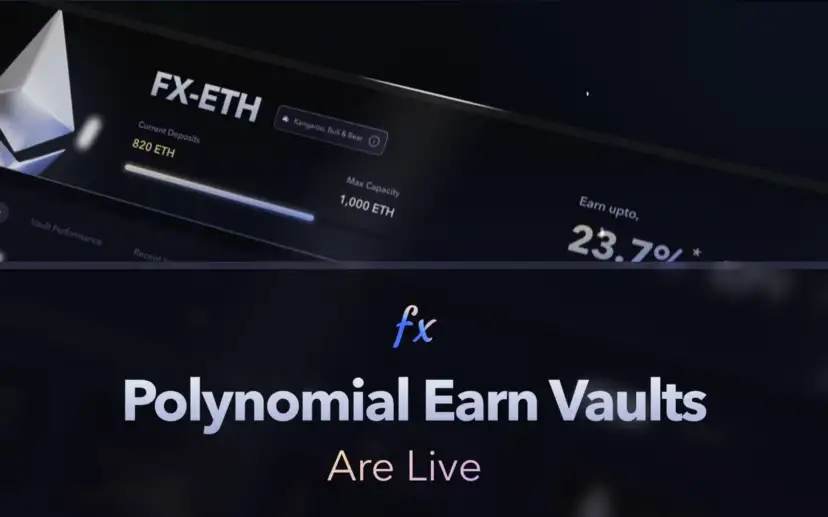 FX-ETH
Kangaroo, Bull & Bear
Current Deposits
820 ETH
Max Capacity
1,000 ETH
Earn upto,
23.7% *
Vault Performance
fx
Polynomial Earn Vaults
Are Live